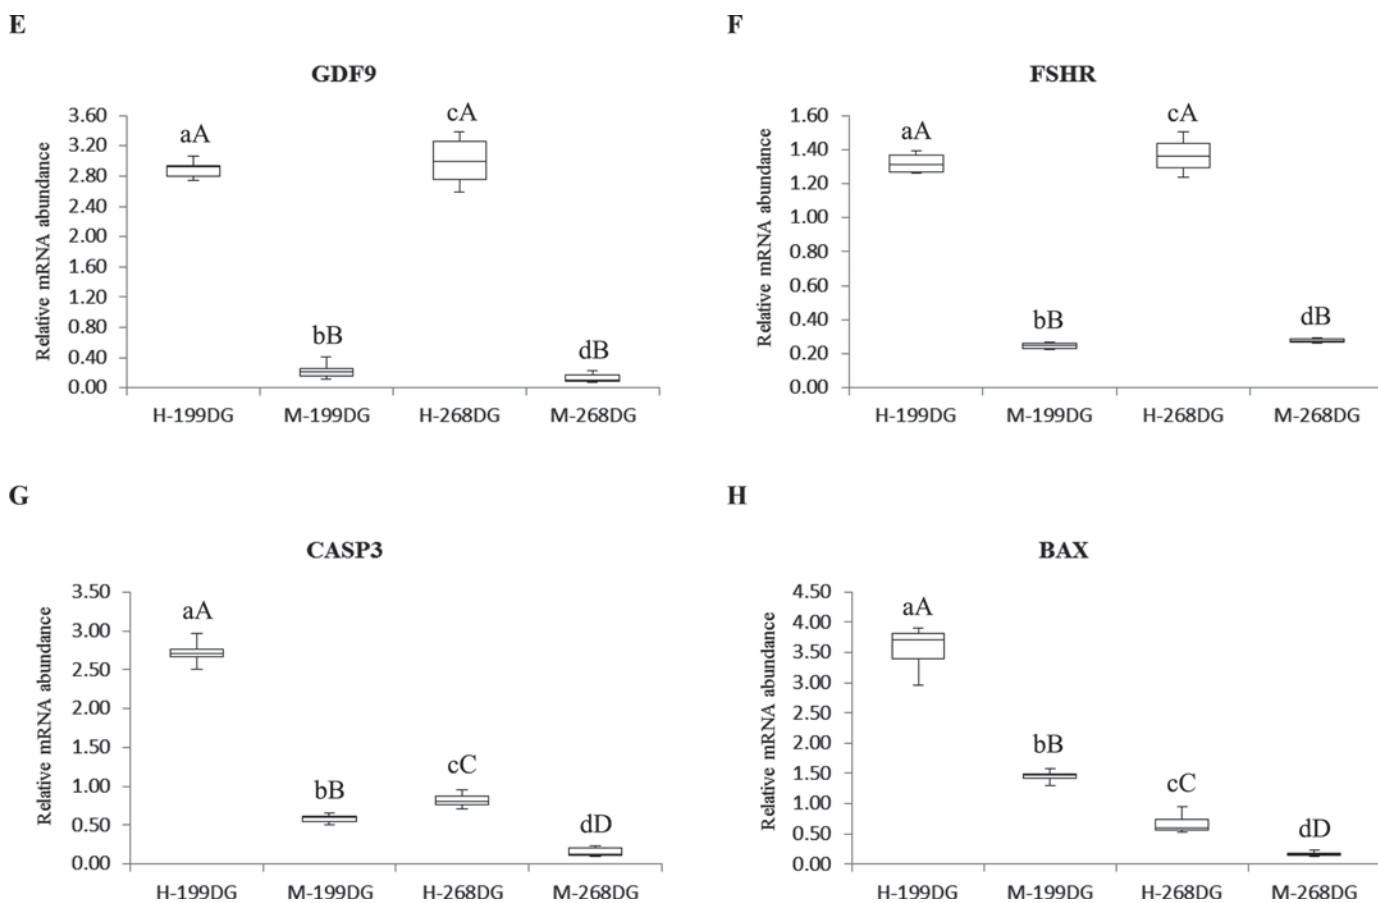 E
GDF9
Relative mRNA abundance
3.60
3.20
2.80
2.40
2.00
1.60
1.20
0.80
0.40
0.00
aA
bB
cA
dB
H-199DG M-199DG H-268DG M-268DG
F
FSHR
Relative mRNA abundance
1.60
1.40
1.20
1.00
0.80
0.60
0.40
0.20
0.00
aA
bB
cA
dB
H-199DG M-199DG H-268DG M-268DG
G
CASP3
Relative mRNA abundance
3.50
3.00
2.50
2.00
1.50
1.00
0.50
0.00
aA
bB
cC
dD
H-199DG M-199DG H-268DG M-268DG
H
BAX
Relative mRNA abundance
4.50
4.00
3.50
3.00
2.50
2.00
1.50
1.00
0.50
0.00
aA
bB
cC
dD
H-199DG M-199DG H-268DG M-268DG